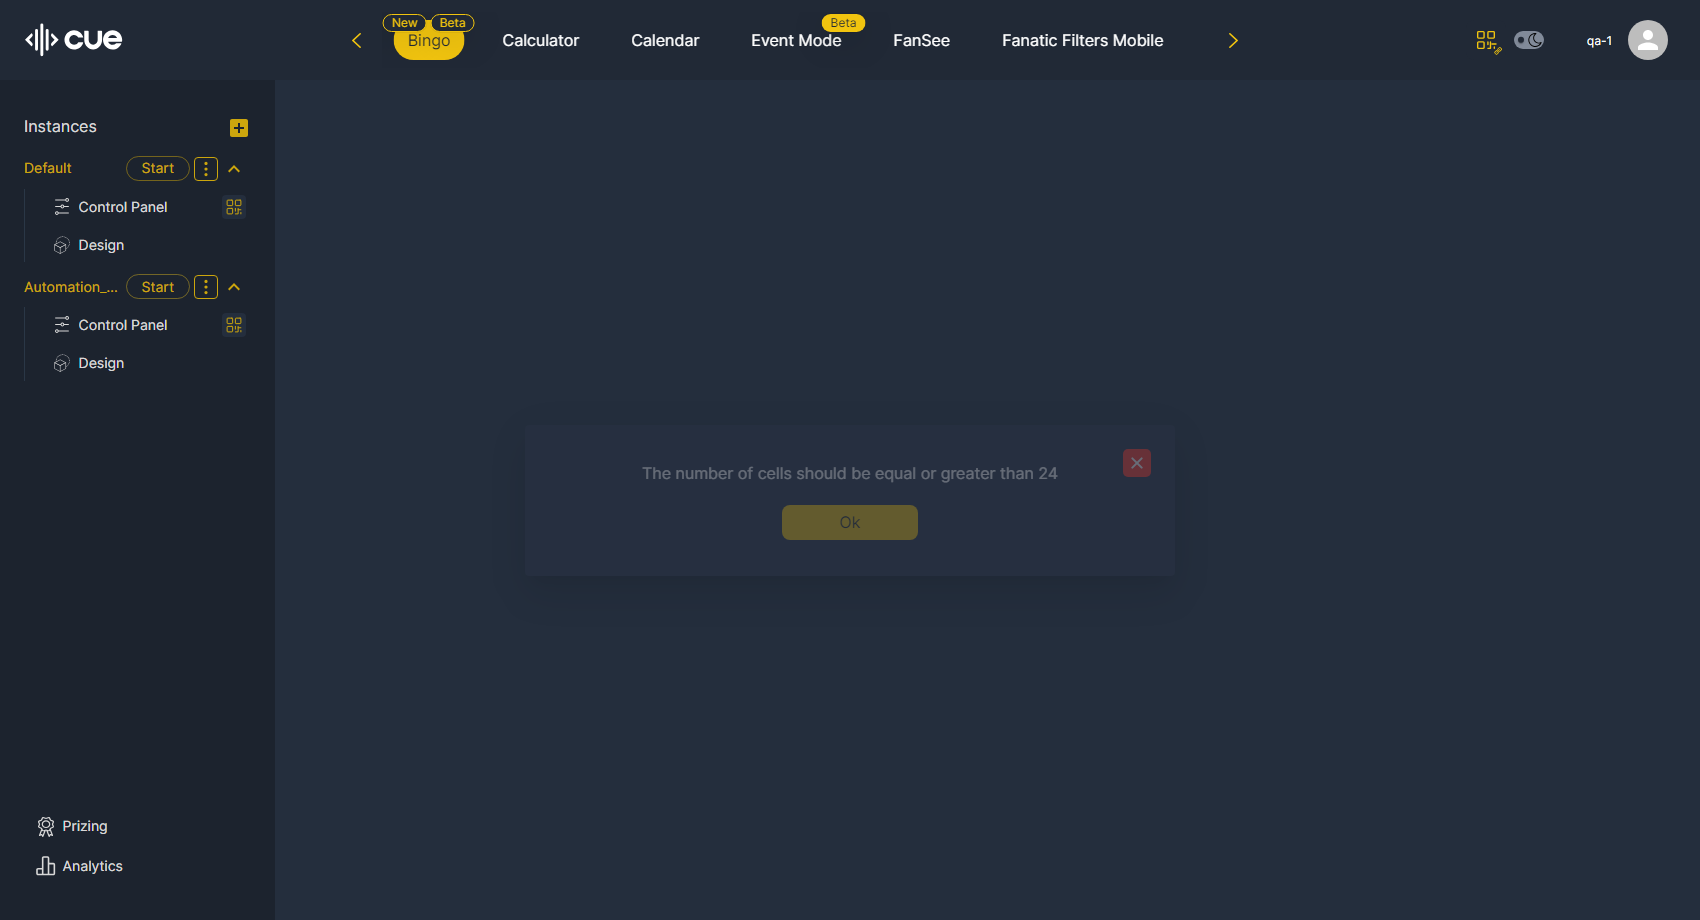 cue
New Beta
Beta
Bingo Calculator Calendar Event Mode FanSee Fanatic Filters Mobile
qa-1
Instances
Default Start
Control Panel
Design
Automation_... Start
Control Panel
Design
The number of cells should be equal or greater than 24
Ok
Prizing
Analytics